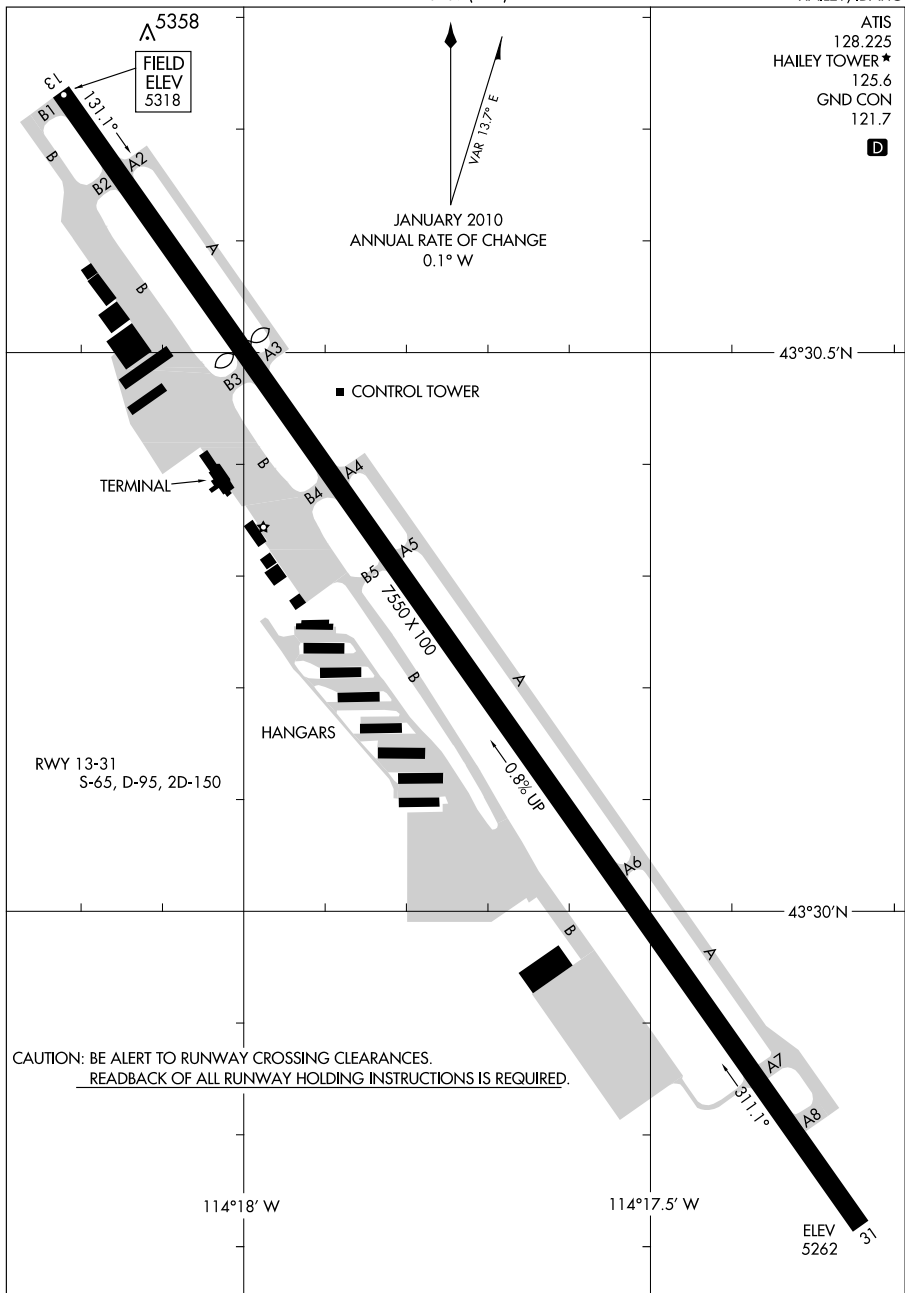 HAILEY, IDAHO
5358
FIELD
ELEV
5318
ATIS
128.225
HAILEY TOWER★
125.6
GND CON
121.7
D
13
131.1°
B1
B
B2
A2
A
B
VAR 13.7° E
JANUARY 2010
ANNUAL RATE OF CHANGE
0.1° W
43°30.5'N
A3
B3
CONTROL TOWER
TERMINAL
B
B4
A4
A5
B5
7550 X 100
B
A
HANGARS
RWY 13-31
S-65, D-95, 2D-150
0.8% UP
A6
43°30'N
B
A
CAUTION: BE ALERT TO RUNWAY CROSSING CLEARANCES.
READBACK OF ALL RUNWAY HOLDING INSTRUCTIONS IS REQUIRED.
A7
311.1°
A8
114°18' W
114°17.5' W
ELEV
5262
31